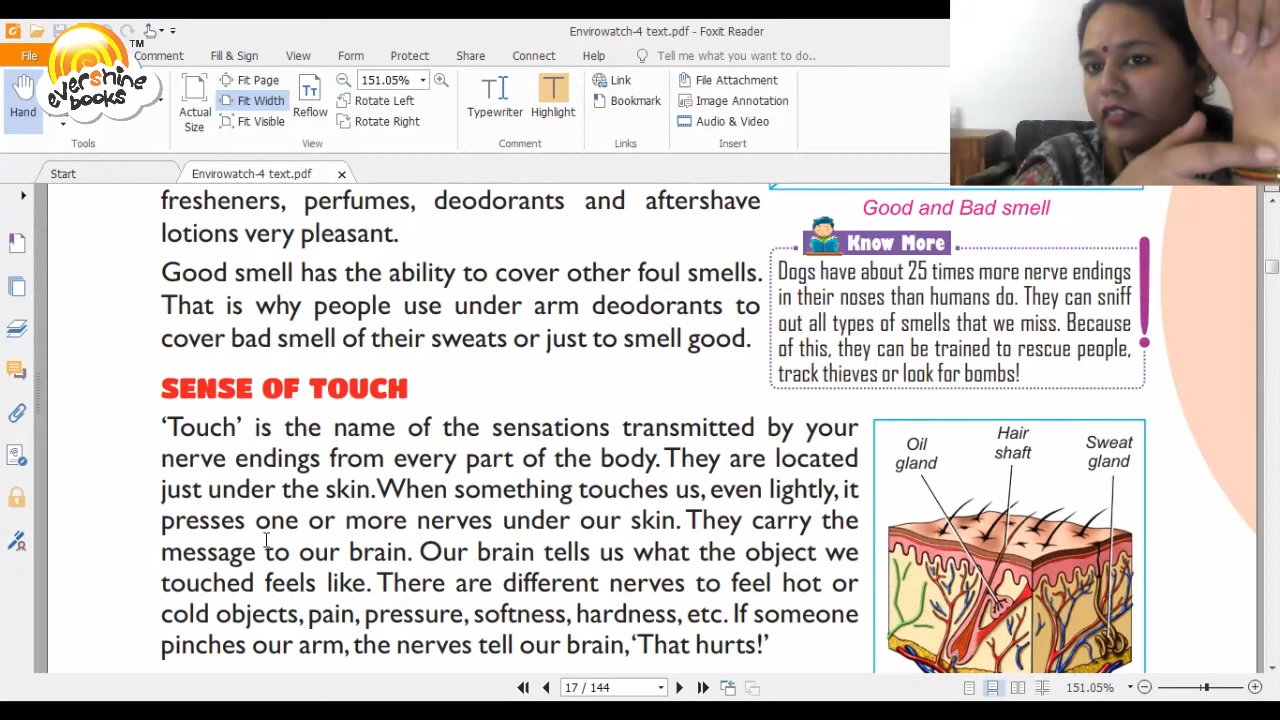 Envirowatch-4 text.pdf - Foxit Reader
TM
evershine
books
File
Comment
Fill & Sign
View
Form
Protect
Share
Connect
Help
Tell me what you want to do..
Hand
Actual
Size
Fit Page
Fit Width
Fit Visible
Reflow
151.05%
Rotate Left
Rotate Right
Typewriter
Highlight
Link
Bookmark
File Attachment
Image Annotation
Audio & Video
Tools
View
Comment
Links
Insert
Start
Envirowatch-4 text.pdf
fresheners, perfumes, deodorants and aftershave
lotions very pleasant.
Good smell has the ability to cover other foul smells.
That is why people use under arm deodorants to
cover bad smell of their sweats or just to smell good.
Good and Bad smell
Know More
Dogs have about 25 times more nerve endings
in their noses than humans do. They can sniff
out all types of smells that we miss. Because
of this, they can be trained to rescue people,
track thieves or look for bombs!
SENSE OF TOUCH
‘Touch’ is the name of the sensations transmitted by your
nerve endings from every part of the body. They are located
just under the skin. When something touches us, even lightly, it
presses one or more nerves under our skin. They carry the
message to our brain. Our brain tells us what the object we
touched feels like. There are different nerves to feel hot or
cold objects, pain, pressure, softness, hardness, etc. If someone
pinches our arm, the nerves tell our brain, ‘That hurts!’
Oil
gland
Hair
shaft
Sweat
gland
17 / 144
151.05%